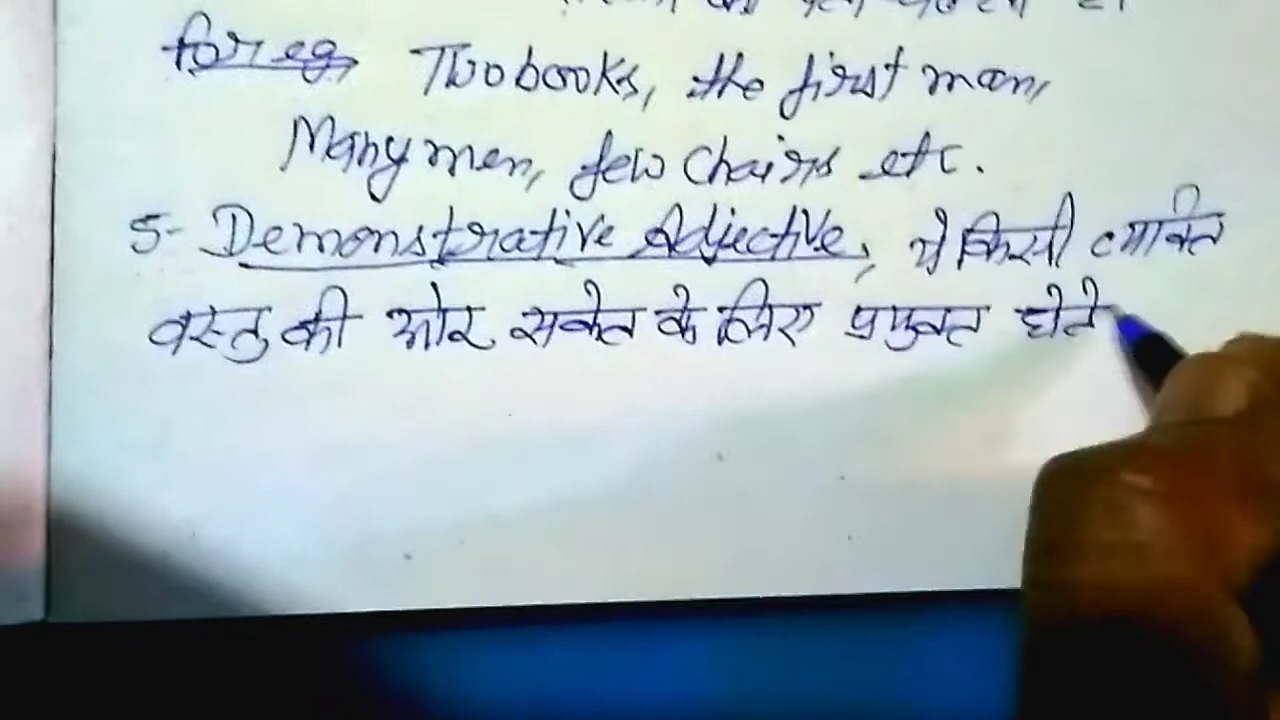 for eg, Two books, the first man,
Many men, few chairs etc.
5- Demonstrative Adjective, ये किसी व्यक्ति
वस्तु की ओर सकेत के लिए प्रयुक्त होते